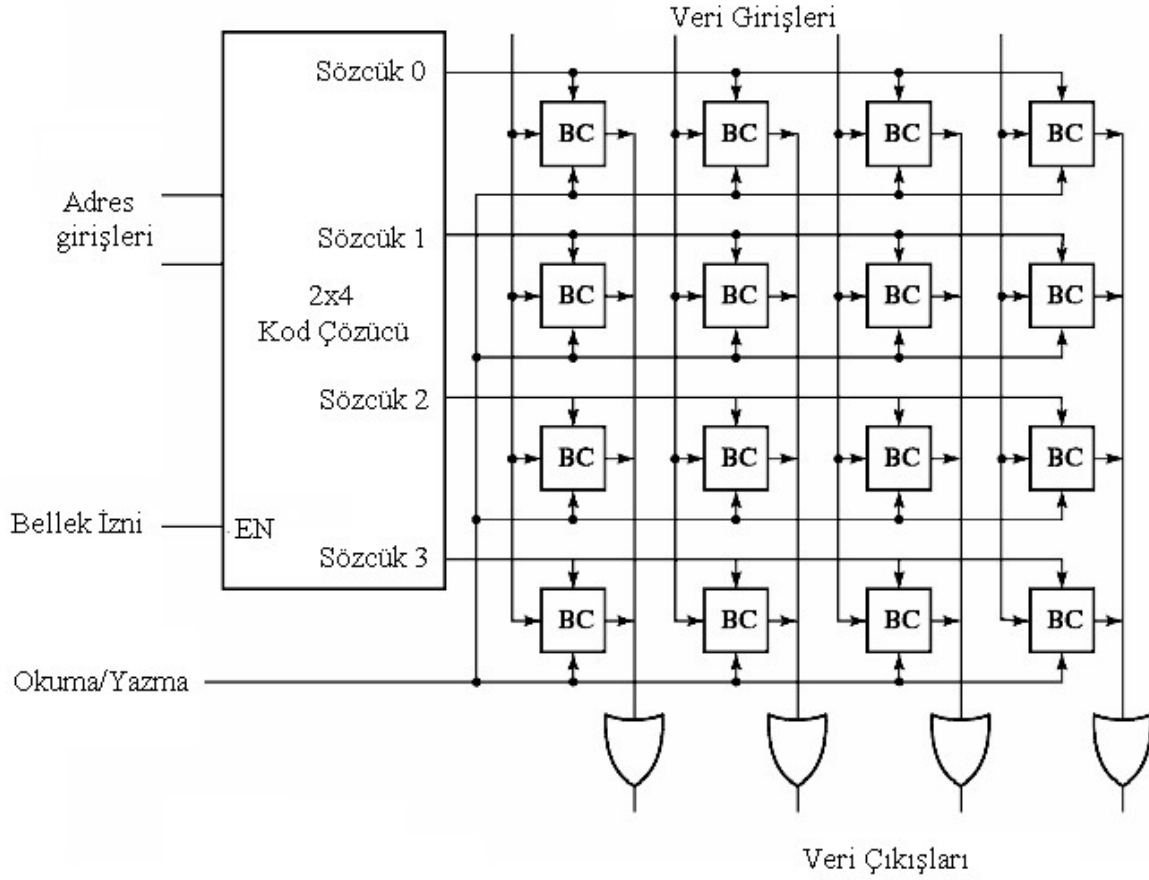 Veri Girişleri
Sözcük 0
BC BC BC BC
Adres
girişleri
Sözcük 1
2x4
Kod Çözücü
BC BC BC BC
Sözcük 2
BC BC BC BC
Bellek İzni
EN
Sözcük 3
BC BC BC BC
Okuma/Yazma
Veri Çıkışları